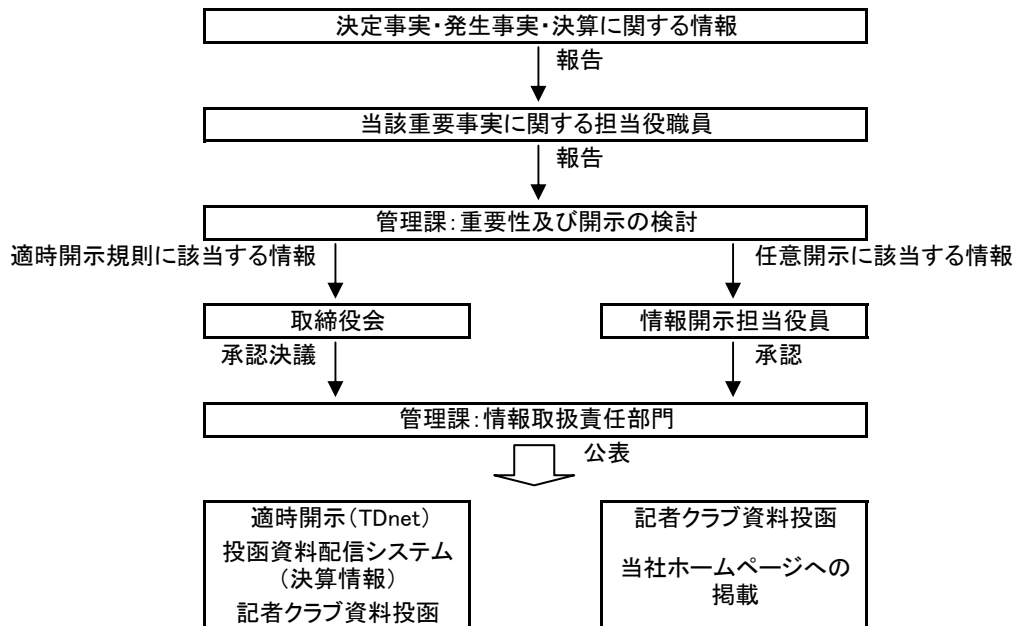 決定事実・発生事実・決算に関する情報
報告
当該重要事実に関する担当役職員
報告
管理課：重要性及び開示の検討
適時開示規則に該当する情報
任意開示に該当する情報
取締役会
情報開示担当役員
承認決議
承認
管理課：情報取扱責任部門
公表
適時開示（TDnet）
投函資料配信システム
（決算情報）
記者クラブ資料投函
記者クラブ資料投函
当社ホームページへの
掲載